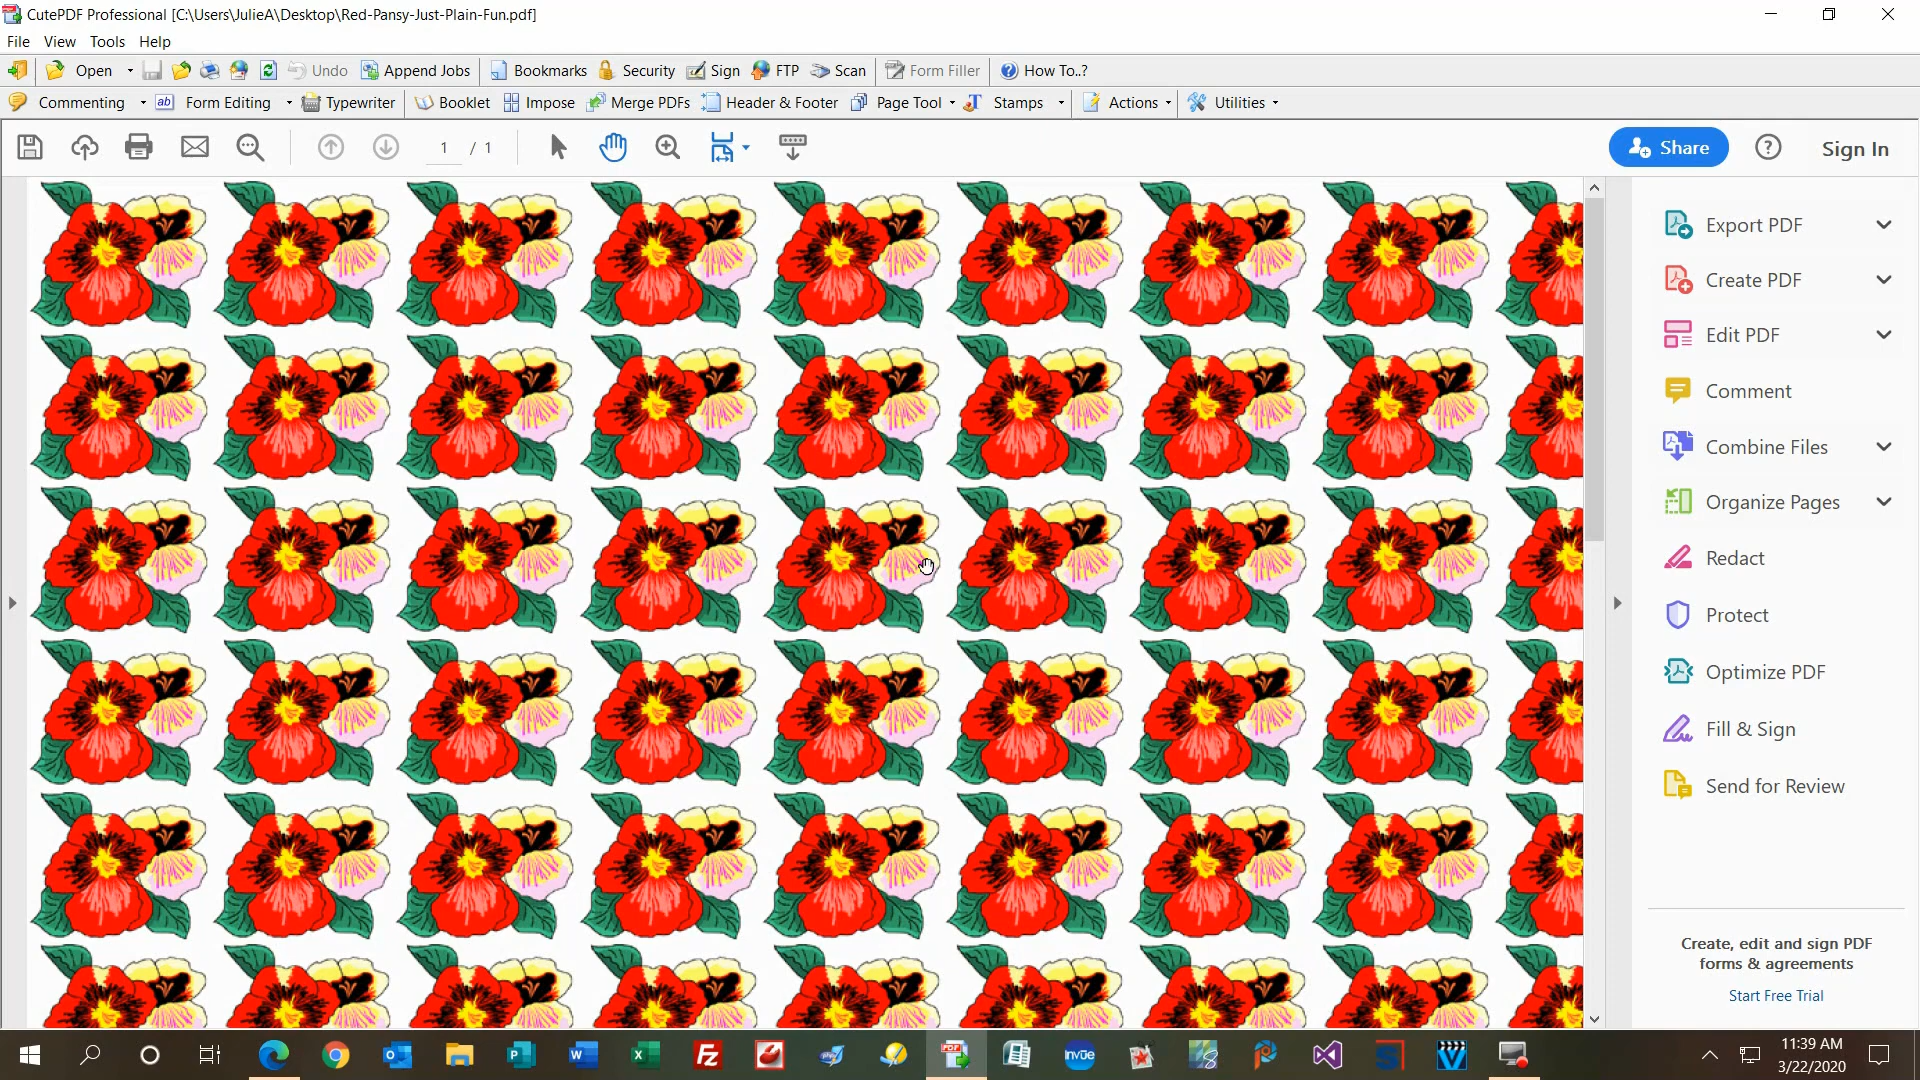 CutePDF Professional [C:\Users\JulieA\Desktop\Red-Pansy-Just-Plain-Fun.pdf]
File View Tools Help
Open Undo Append Jobs Bookmarks Security Sign FTP Scan Form Filler How To..?
Commenting ab Form Editing Typewriter Booklet Impose Merge PDFs Header & Footer Page Tool Stamps Actions Utilities
1 / 1 Share Sign In
Export PDF
Create PDF
Edit PDF
Comment
Combine Files
Organize Pages
Redact
Protect
Optimize PDF
Fill & Sign
Send for Review
Create, edit and sign PDF
forms & agreements
Start Free Trial
11:39 AM
3/22/2020